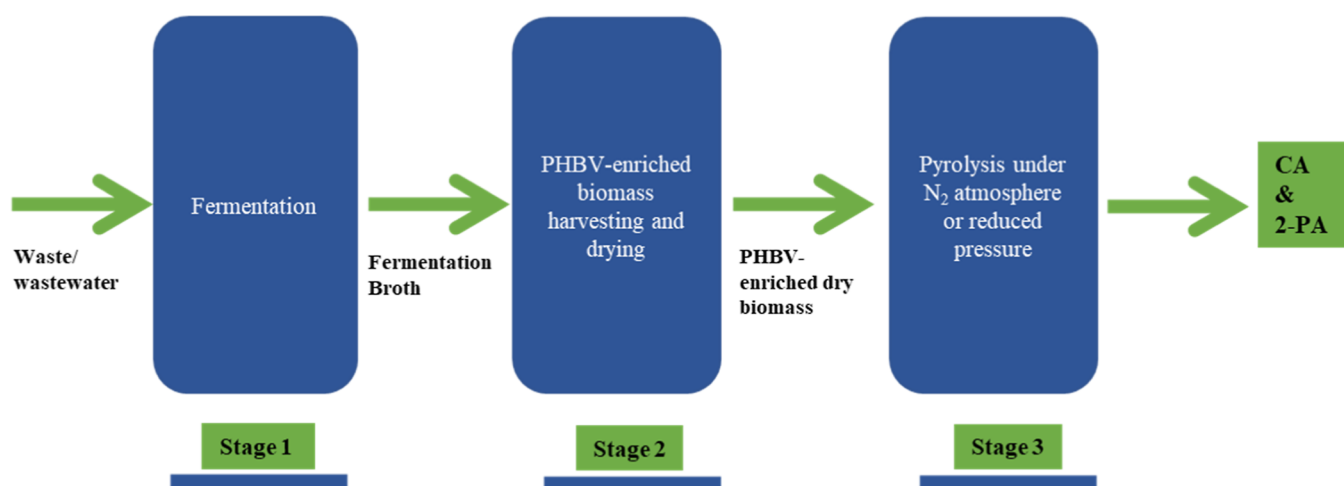 Waste/
wastewater
Fermentation
Fermentation
Broth
PHBV-enriched
biomass
harvesting and
drying
PHBV-
enriched dry
biomass
Pyrolysis under
N₂ atmosphere
or reduced
pressure
CA
&
2-PA
Stage 1
Stage 2
Stage 3